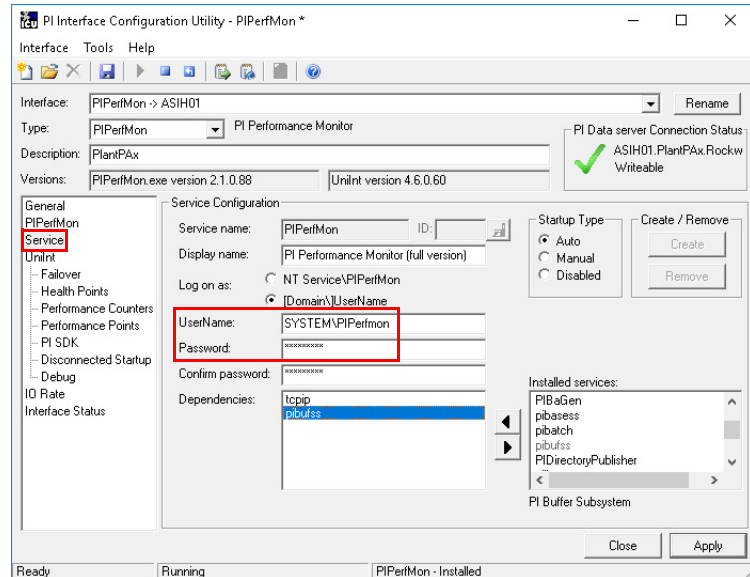 PI Interface Configuration Utility - PIPerfMon *
Interface Tools Help
Interface: PIPerfMon -> ASIH01 Rename
Type: PIPerfMon PI Performance Monitor
PI Data server Connection Status
ASIH01.PlantPAx.Rockw
Writeable
Description: PlantPAx
Versions: PIPerfMon.exe version 2.1.0.88 UniInt version 4.6.0.60
General
PIPerfMon
Service
UniInt
Failover
Health Points
Performance Counters
Performance Points
PI SDK
Disconnected Startup
Debug
IO Rate
Interface Status
Service Configuration
Service name: PIPerfMon ID:
Display name: PI Performance Monitor (full version)
Log on as: NT Service\PIPerfMon
[Domain\]UserName
UserName: SYSTEM\PIPerfmon
Password: *********
Confirm password: *********
Dependencies: tcpip
pibufss
Startup Type
Auto
Manual
Disabled
Create / Remove
Create
Remove
Installed services:
PIBaGen
pibasess
pibatch
pibufss
PIDirectoryPublisher
PI Buffer Subsystem
Close Apply
Ready Running PIPerfMon - Installed